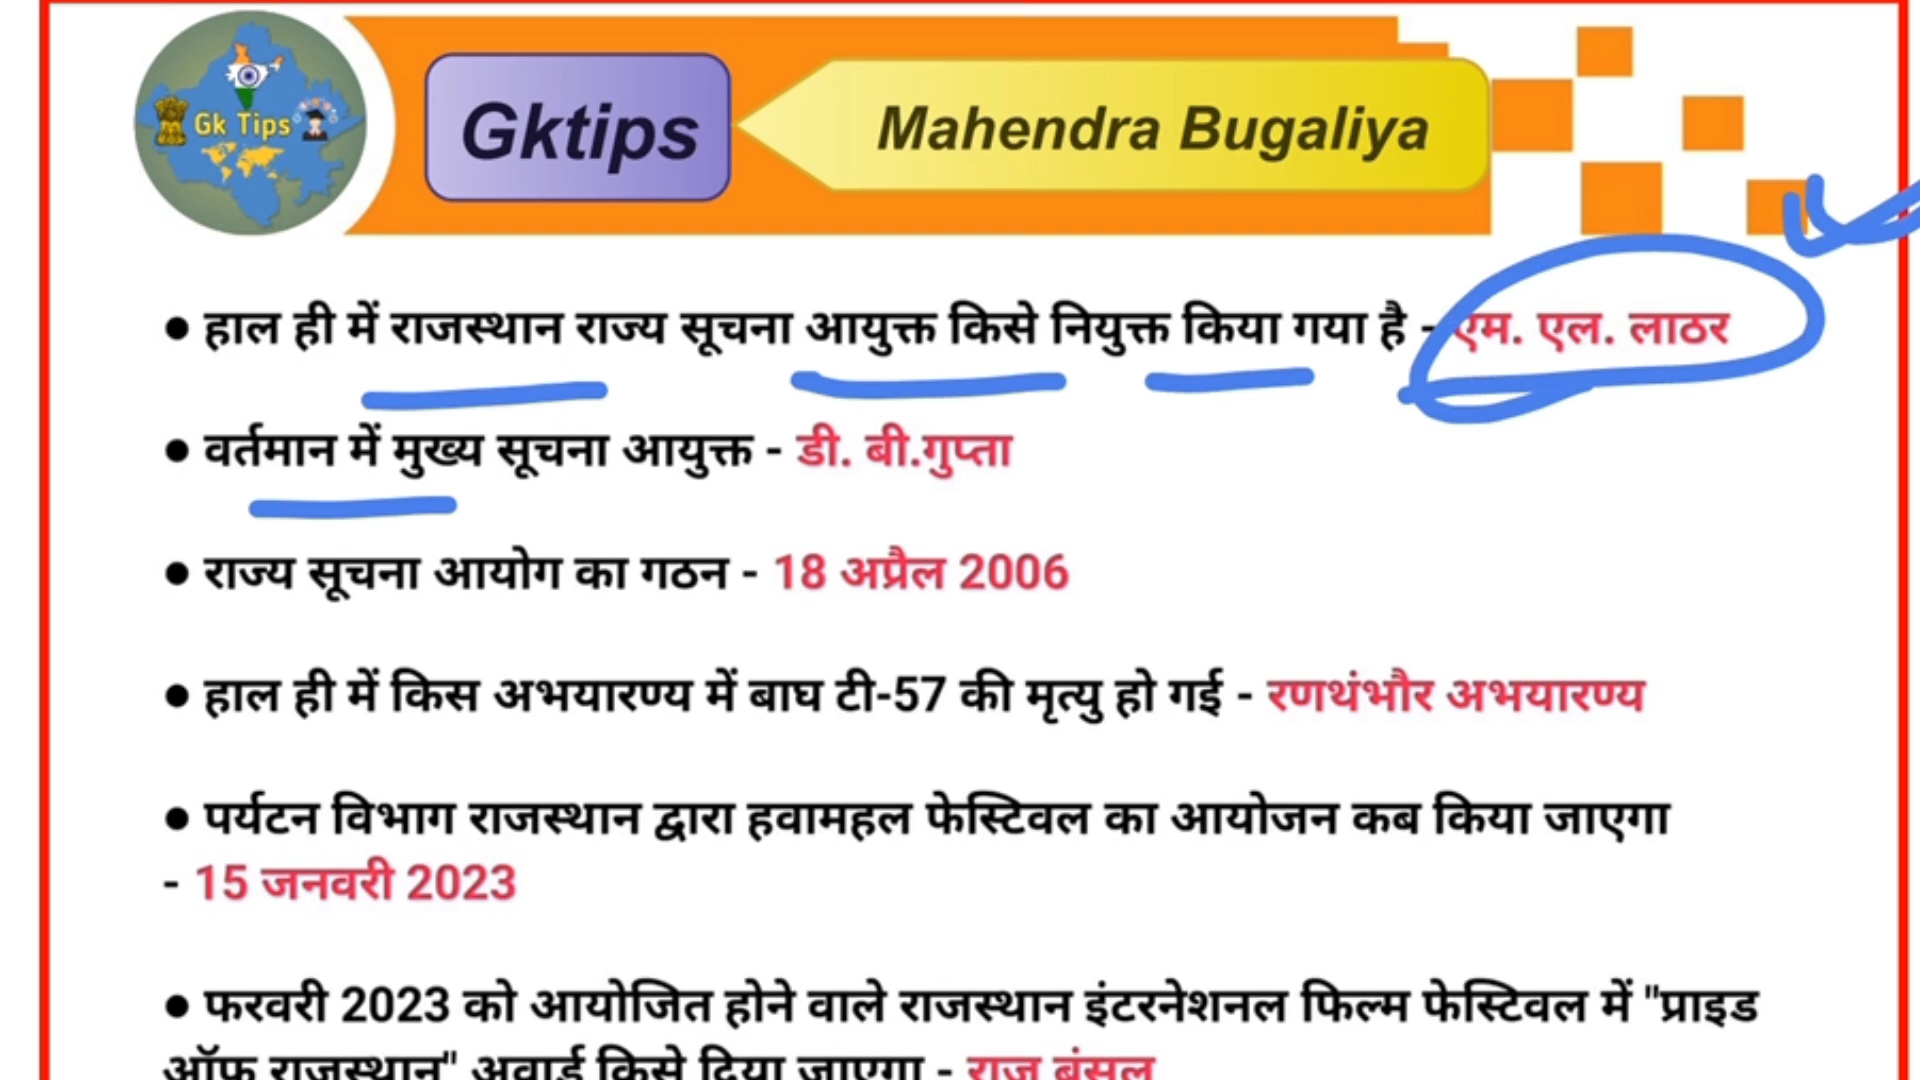 Gk Tips
Gktips
Mahendra Bugaliya
● हाल ही में राजस्थान राज्य सूचना आयुक्त किसे नियुक्त किया गया है - एम. एल. लाठर
● वर्तमान में मुख्य सूचना आयुक्त - डी. बी.गुप्ता
● राज्य सूचना आयोग का गठन - 18 अप्रैल 2006
● हाल ही में किस अभयारण्य में बाघ टी-57 की मृत्यु हो गई - रणथंभौर अभयारण्य
● पर्यटन विभाग राजस्थान द्वारा हवामहल फेस्टिवल का आयोजन कब किया जाएगा
- 15 जनवरी 2023
● फरवरी 2023 को आयोजित होने वाले राजस्थान इंटरनेशनल फिल्म फेस्टिवल में "प्राइड
ऑफ राजस्थान" अवार्ड किसे दिया जाएगा - राज बंसल